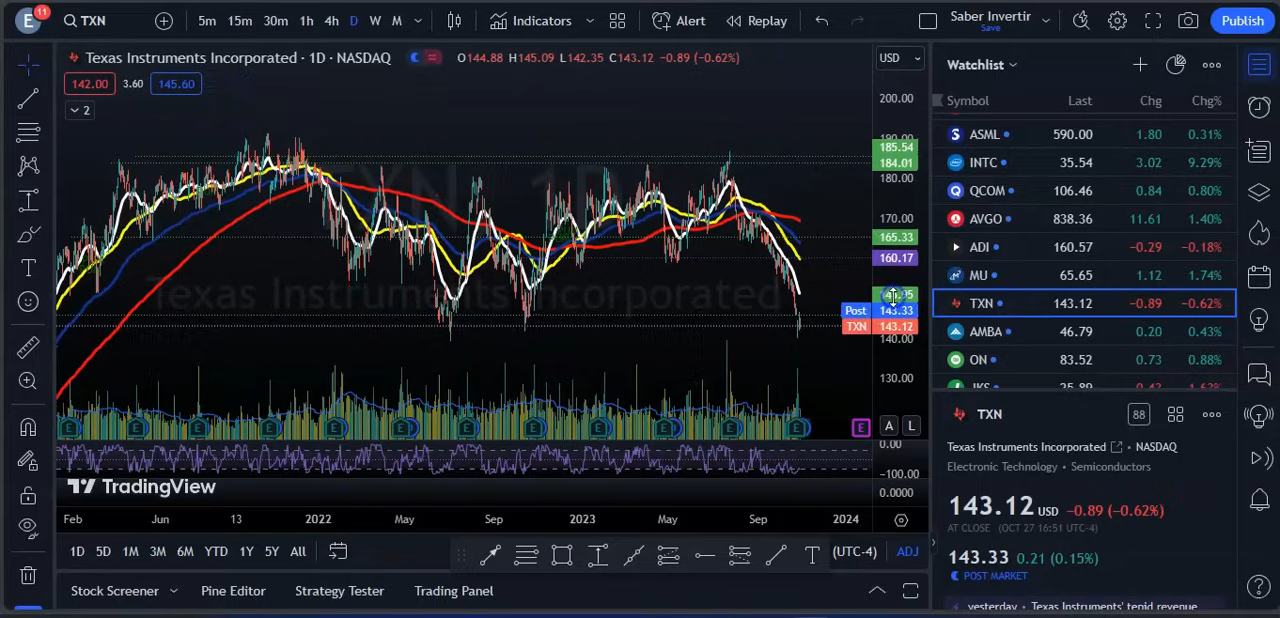 E 11 TXN 5m 15m 30m 1h 4h D W M Indicators Alert Replay Saber Invertir Save Publish
Texas Instruments Incorporated · 1D · NASDAQ O144.88 H145.09 L142.35 C143.12 −0.89 (−0.62%) USD
142.00 3.60 145.60
2
200.00
190.00
185.54
184.01
180.00
170.00
165.33
160.17
Post 143.33
TXN 143.12
140.00
130.00
TXN 1D
Texas Instruments Incorporated
E E E E E E E E E E E E A L
0.00
−100.00
0.0000
TradingView
Feb Jun 13 2022 May Sep 2023 May Sep 2024
1D 5D 1M 3M 6M YTD 1Y 5Y All T (UTC-4) ADJ
Stock Screener Pine Editor Strategy Tester Trading Panel
Watchlist
Symbol Last Chg Chg%
ASML 590.00 1.80 0.31%
INTC 35.54 3.02 9.29%
QCOM 106.46 0.84 0.80%
AVGO 838.36 11.61 1.40%
ADI 160.57 −0.29 −0.18%
MU 65.65 1.12 1.74%
TXN 143.12 −0.89 −0.62%
AMBA 46.79 0.20 0.43%
ON 83.52 0.73 0.88%
TXN 88
Texas Instruments Incorporated • NASDAQ
Electronic Technology • Semiconductors
143.12 USD −0.89 (−0.62%)
AT CLOSE (OCT 27 16:51 UTC-4)
143.33 0.21 (0.15%)
POST MARKET
yesterday • Texas Instruments' tepid revenue